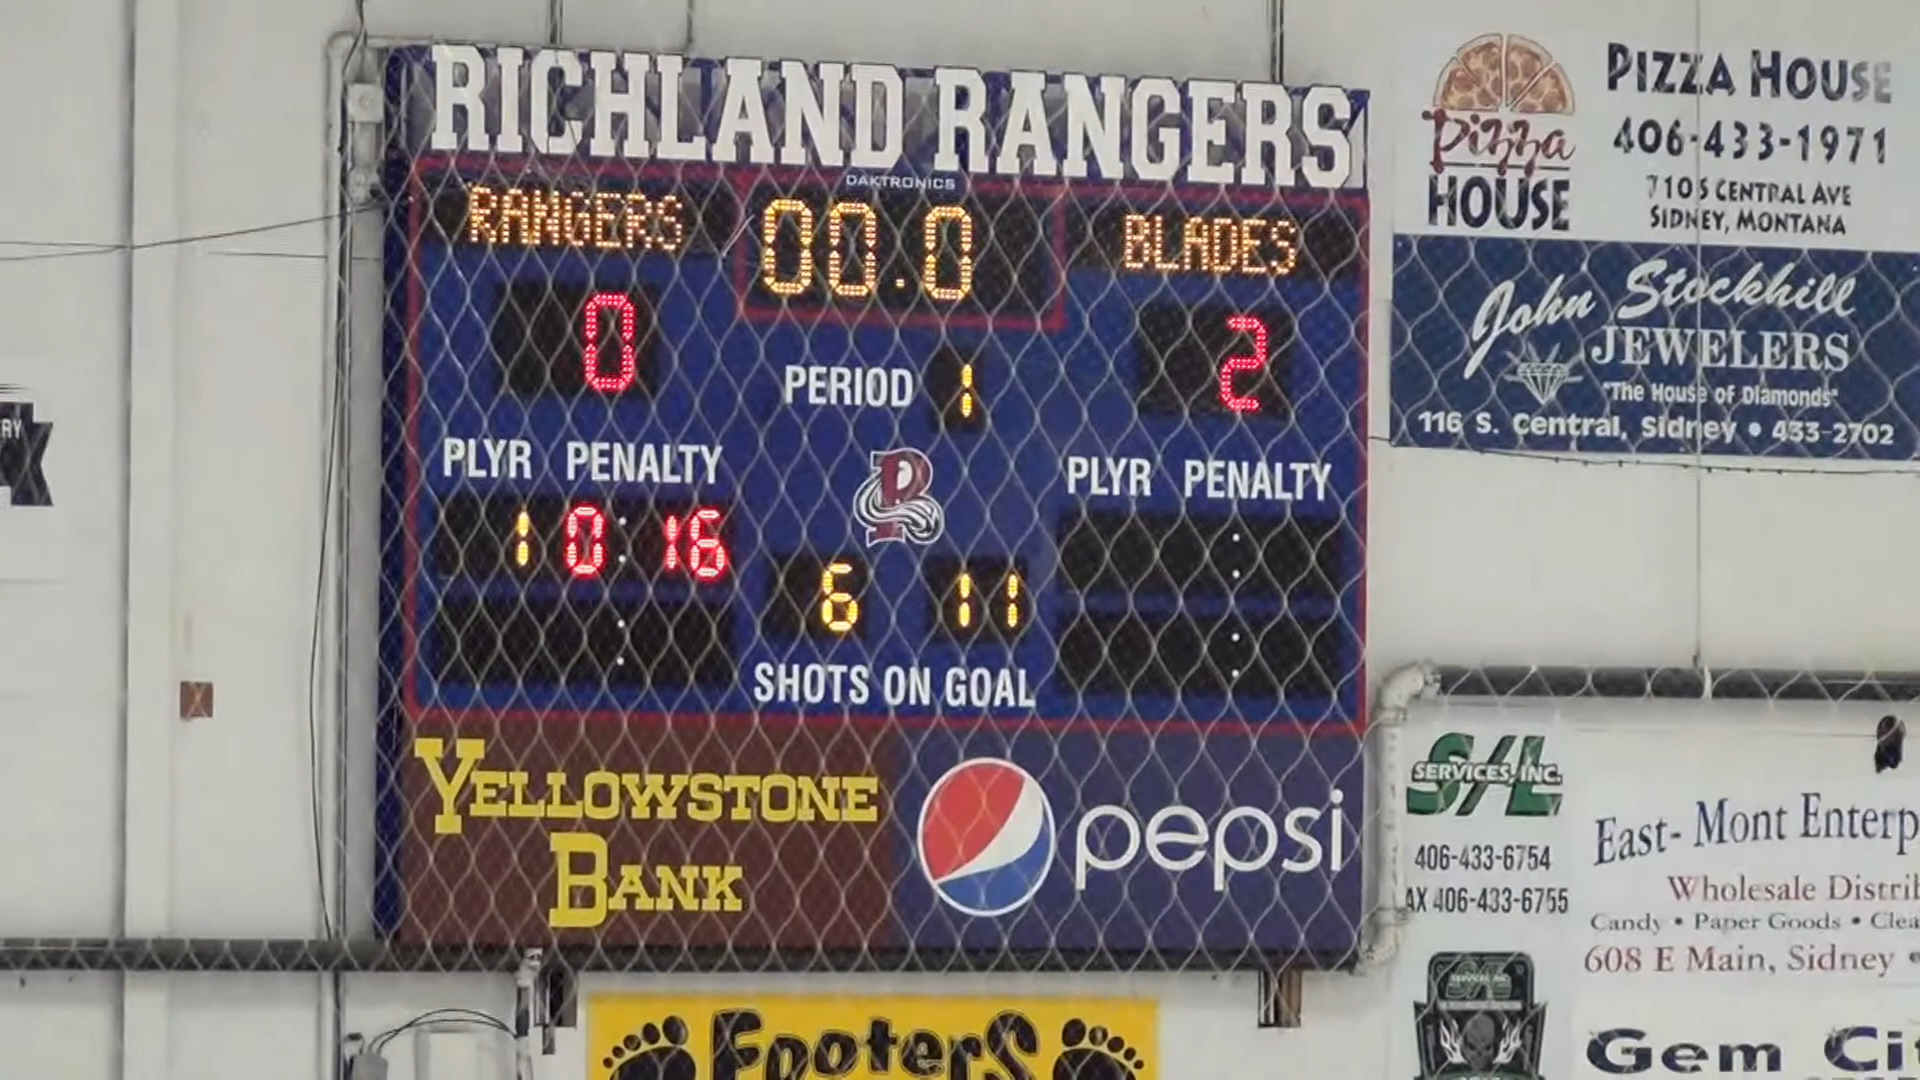 RICHLAND RANGERS
DAKTRONICS
RANGERS 00.0 BLADES
0 PERIOD 1 2
PLYR PENALTY
1 0:16
PLYR PENALTY
6 11
SHOTS ON GOAL
YELLOWSTONE
BANK
pepsi
Pizza
HOUSE
PIZZA HOUSE
406-433-1971
710 S CENTRAL AVE
SIDNEY, MONTANA
John Stockhill
JEWELERS
"The House of Diamonds"
116 S. Central, Sidney • 433-2702
S/L
SERVICES, INC.
406-433-6754
AX 406-433-6755
East- Mont Enterp
Wholesale Distrib
Candy • Paper Goods • Clea
608 E Main, Sidney
Gem Ci
Footers